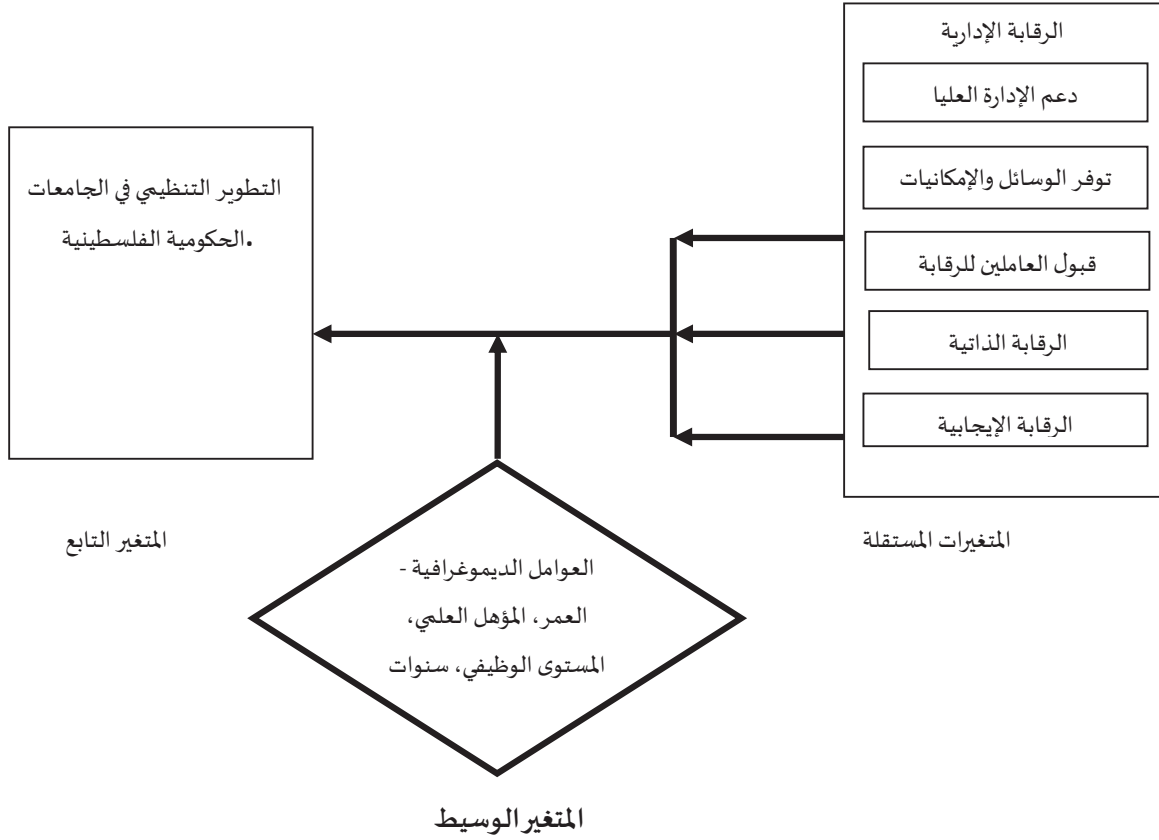 الرقابة الإدارية
دعم الإدارة العليا
توفر الوسائل والإمكانيات
قبول العاملين للرقابة
الرقابة الذاتية
الرقابة الإيجابية
المتغيرات المستقلة
التطوير التنظيمي في الجامعات
الحكومية الفلسطينية.
المتغير التابع
العوامل الديموغرافية -
العمر، المؤهل العلمي،
المستوى الوظيفي، سنوات
المتغير الوسيط